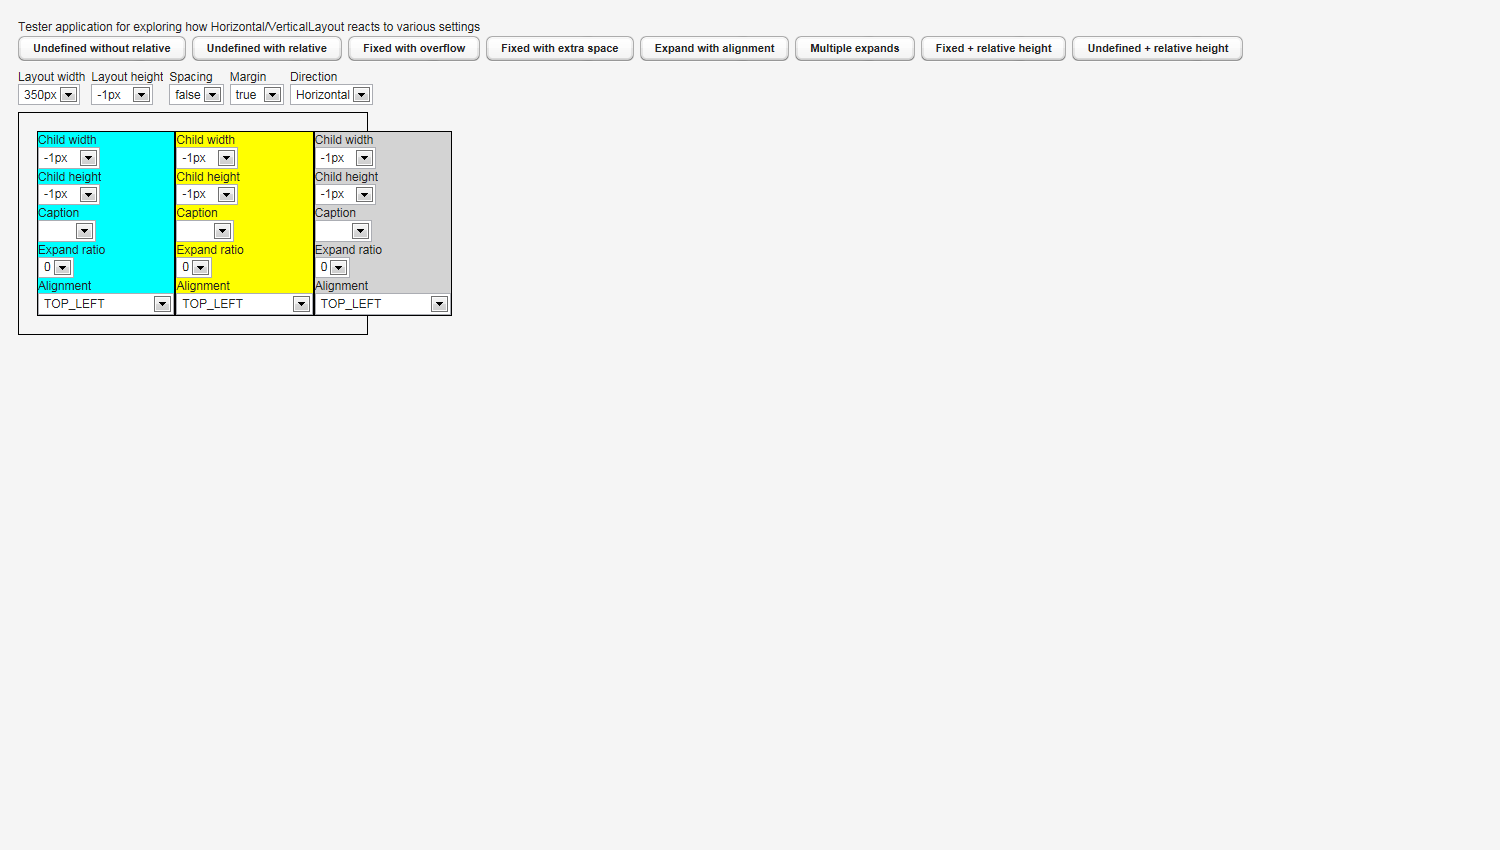 Tester application for exploring how Horizontal/VerticalLayout reacts to various settings
Undefined without relative Undefined with relative Fixed with overflow Fixed with extra space Expand with alignment Multiple expands Fixed + relative height Undefined + relative height
Layout width Layout height Spacing Margin Direction
350px -1px false true Horizontal
Child width Child width Child width
-1px -1px -1px
Child height Child height Child height
-1px -1px -1px
Caption Caption Caption
Expand ratio Expand ratio Expand ratio
0 0 0
Alignment Alignment Alignment
TOP_LEFT TOP_LEFT TOP_LEFT